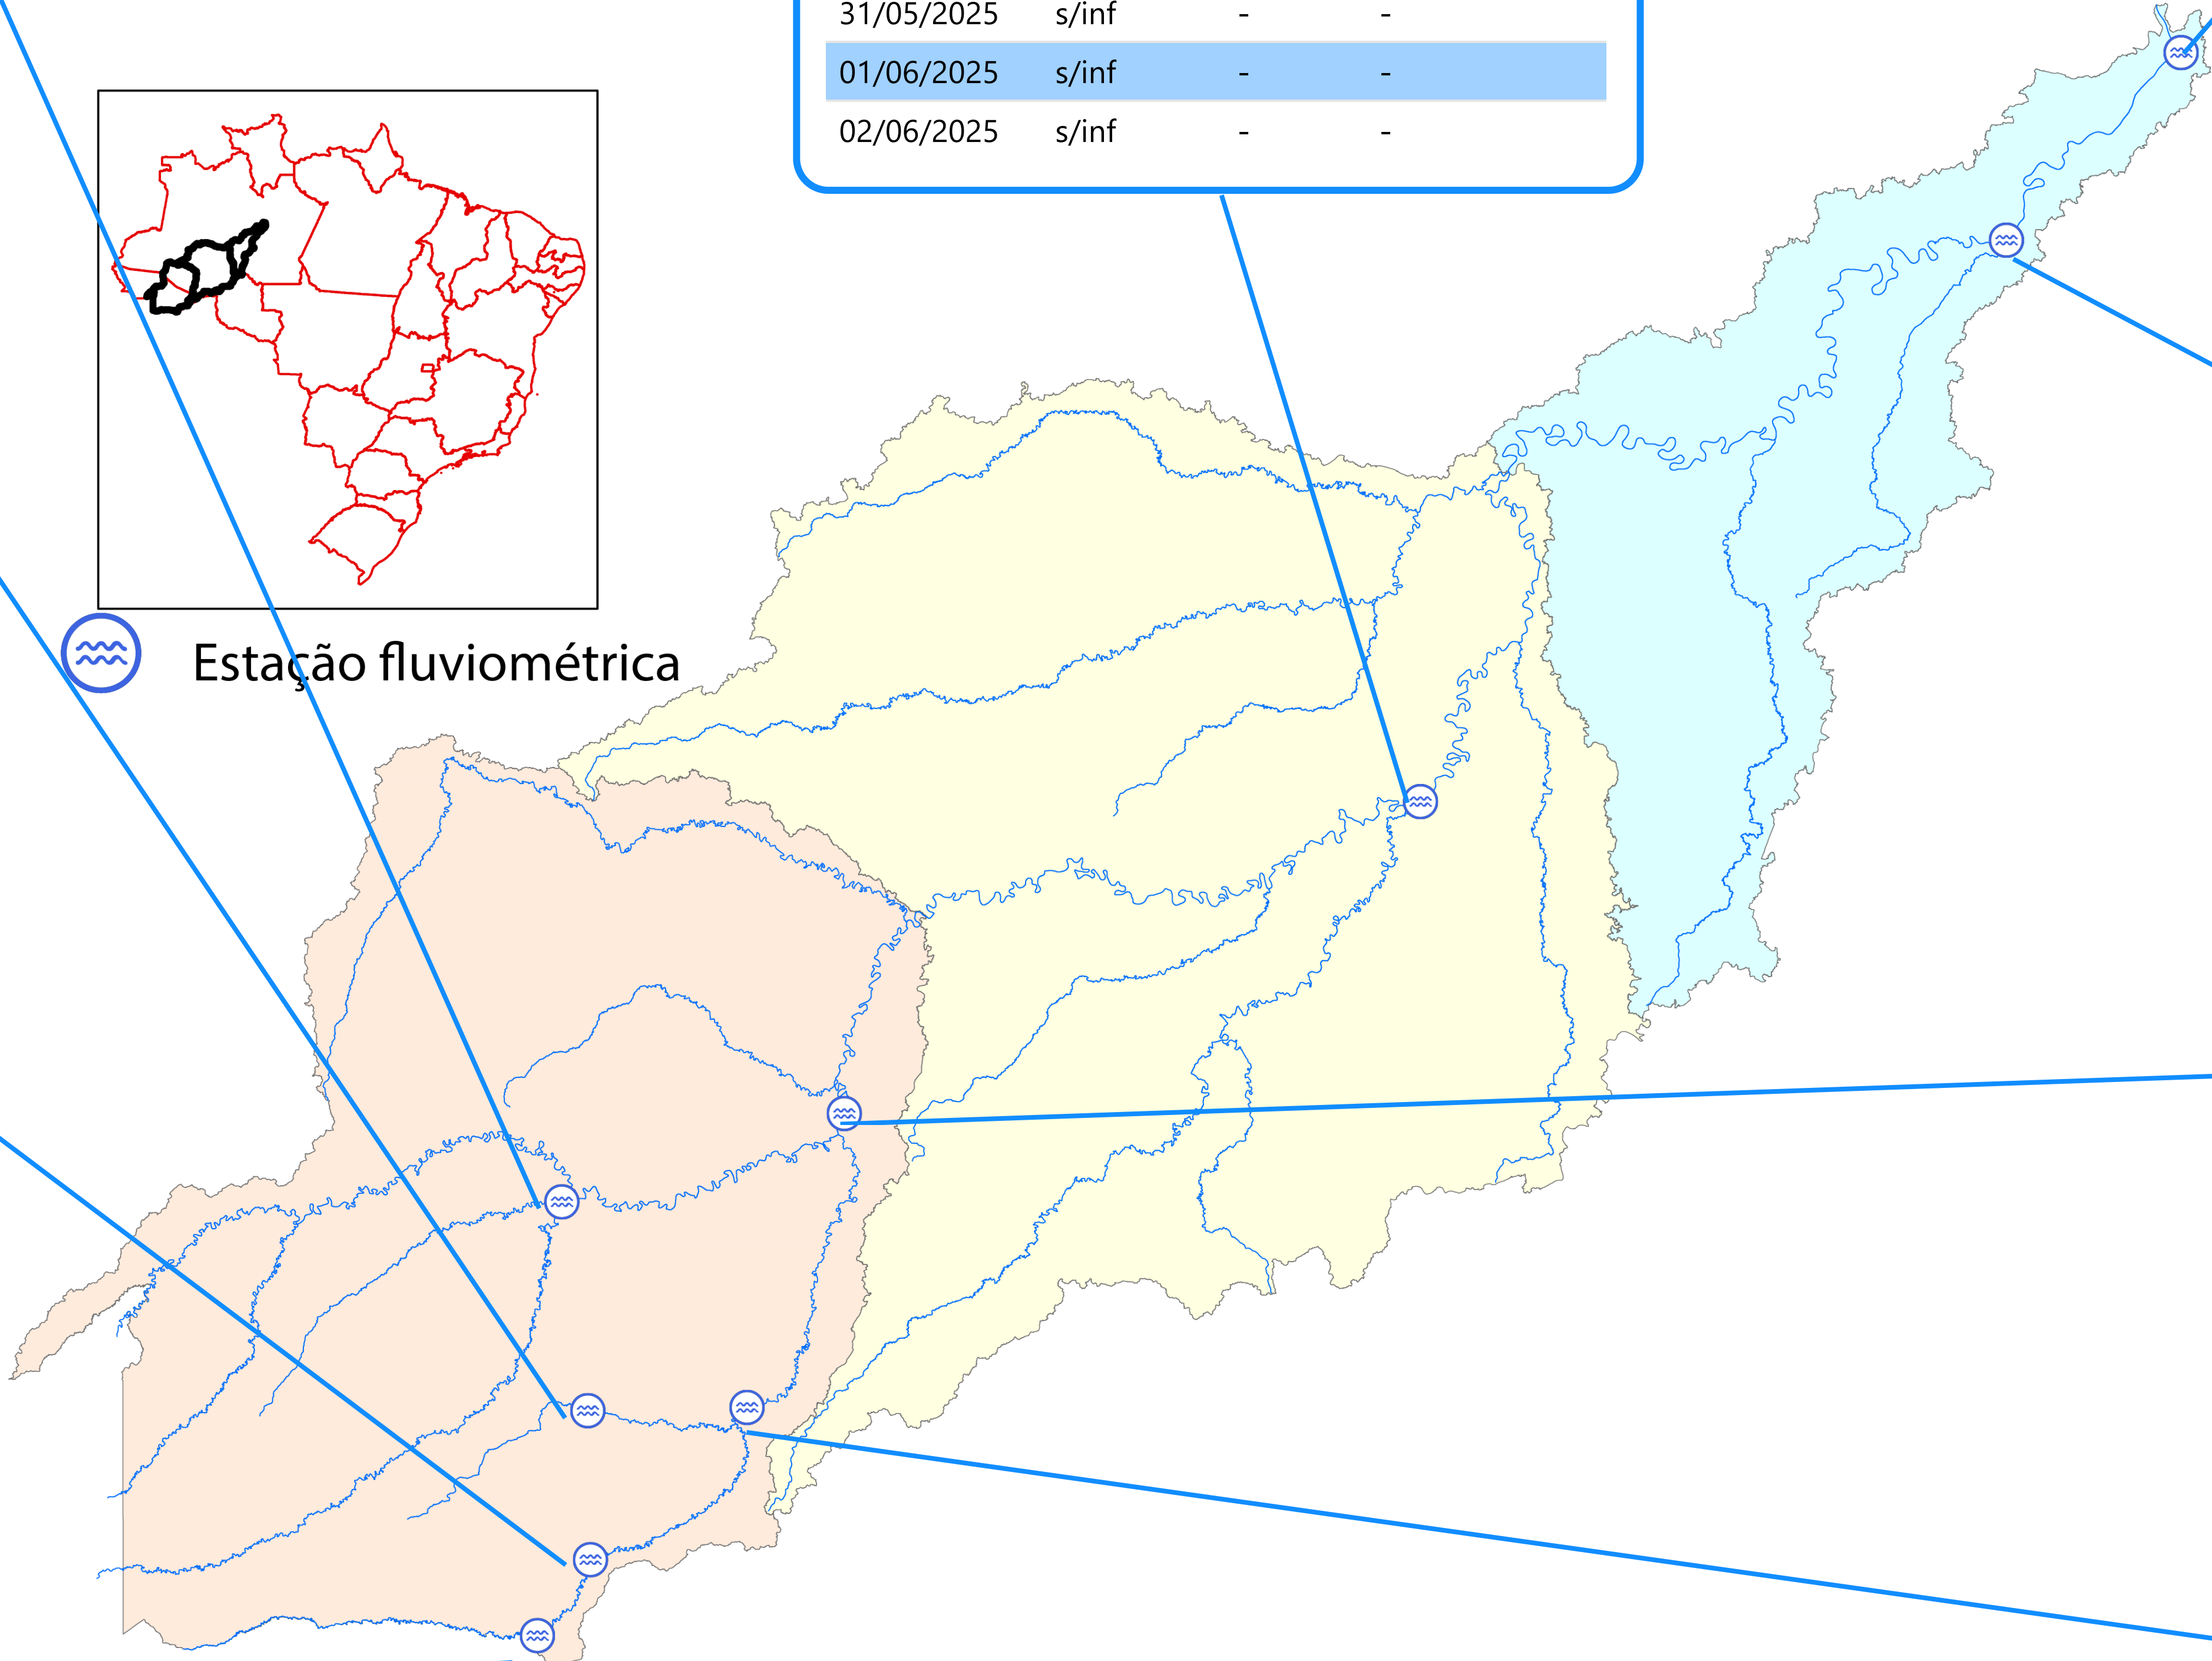 31/05/2025 s/inf - -
01/06/2025 s/inf - -
02/06/2025 s/inf - -
Estação fluviométrica